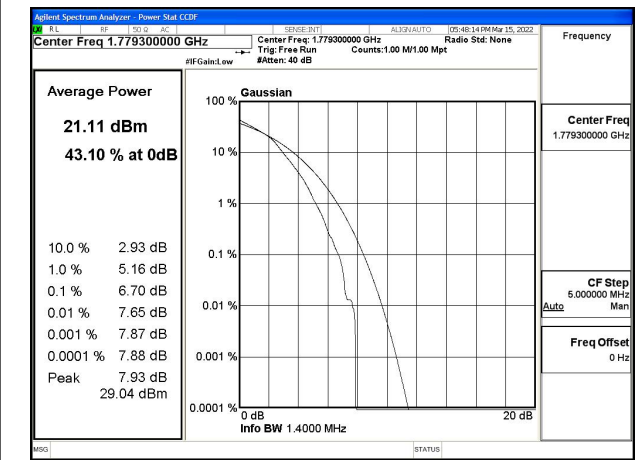 Agilent Spectrum Analyzer - Power Stat CCDF
LXI RL RF 50 Ω AC SENSE:INT ALIGN AUTO 05:48:14 PM Mar 15, 2022
Center Freq 1.779300000 GHz
Center Freq: 1.779300000 GHz Radio Std: None
Trig: Free Run Counts:1.00 M/1.00 Mpt
#IFGain:Low #Atten: 40 dB
Frequency
Average Power
21.11 dBm
43.10 % at 0dB
10.0 % 2.93 dB
1.0 % 5.16 dB
0.1 % 6.70 dB
0.01 % 7.65 dB
0.001 % 7.87 dB
0.0001 % 7.88 dB
Peak 7.93 dB
29.04 dBm
Gaussian
100 %
10 %
1 %
0.1 %
0.01 %
0.001 %
0.0001 %
0 dB 20 dB
Info BW 1.4000 MHz
Center Freq
1.779300000 GHz
CF Step
5.000000 MHz
Auto Man
Freq Offset
0 Hz
MSG STATUS